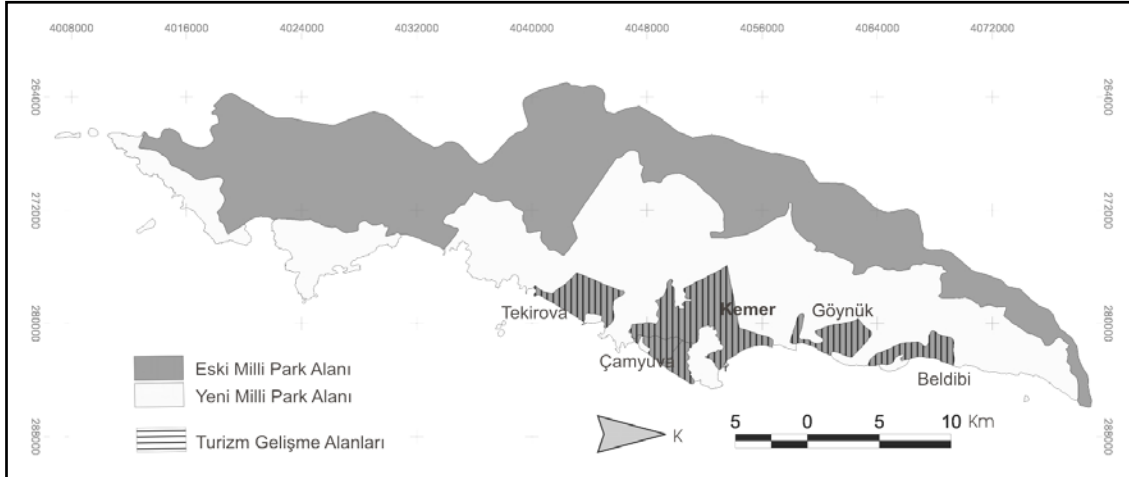 4008000 4016000 4024000 4032000 4040000 4048000 4056000 4064000 4072000
264000 264000
272000 272000
280000 280000
288000 288000
Tekirova
Çamyuva
Kemer
Göynük
Beldibi
Eski Milli Park Alanı
Yeni Milli Park Alanı
Turizm Gelişme Alanları
K
5 0 5 10 Km